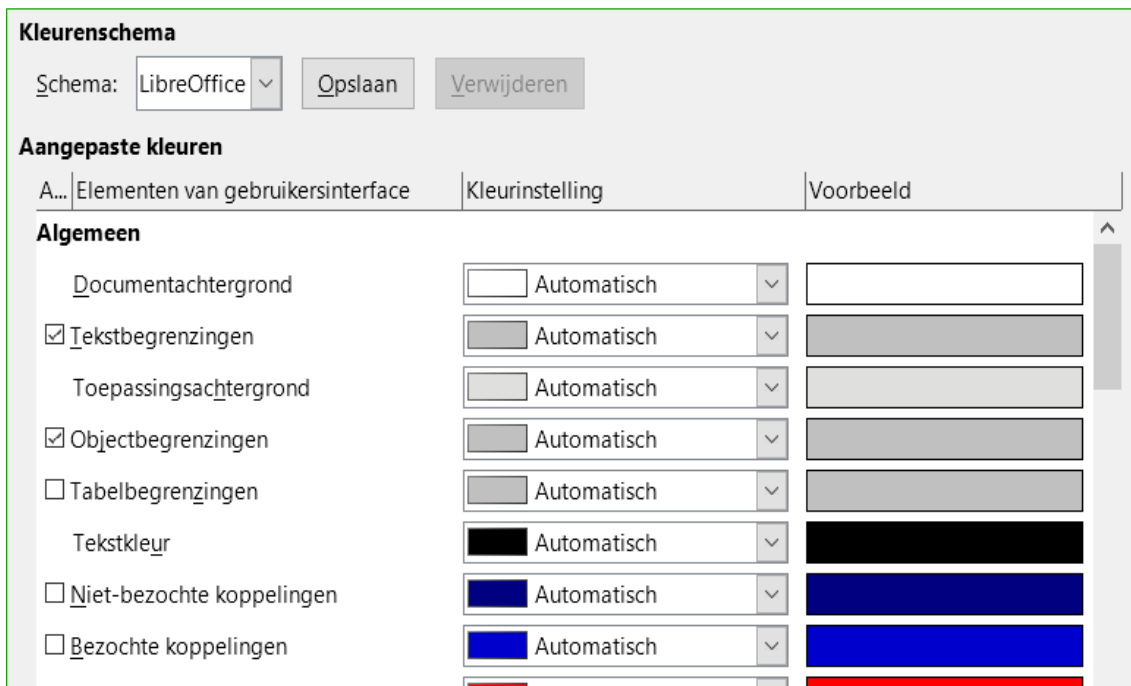 Kleurenschema
Schema: LibreOffice Opslaan Verwijderen
Aangepaste kleuren
A... Elementen van gebruikersinterface Kleurinstelling Voorbeeld
Algemeen
Documentachtergrond Automatisch
Tekstbegrenzingen Automatisch
Toepassingsachtergrond Automatisch
Objectbegrenzingen Automatisch
Tabelbegrenzingen Automatisch
Tekstkleur Automatisch
Niet-bezochte koppelingen Automatisch
Bezochte koppelingen Automatisch